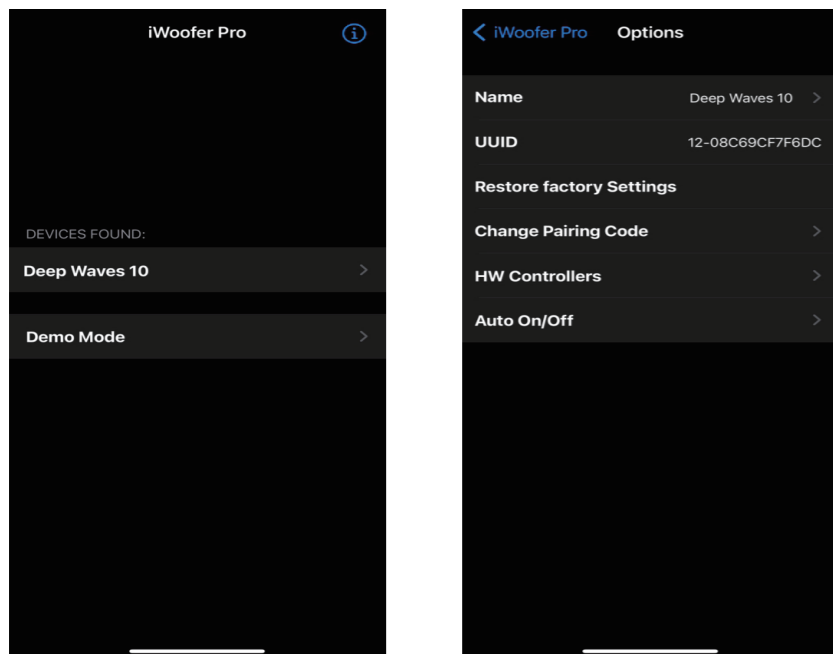 iWoofer Pro
DEVICES FOUND:
Deep Waves 10
Demo Mode
iWoofer Pro Options
Name Deep Waves 10
UUID 12-08C69CF7F6DC
Restore factory Settings
Change Pairing Code
HW Controllers
Auto On/Off